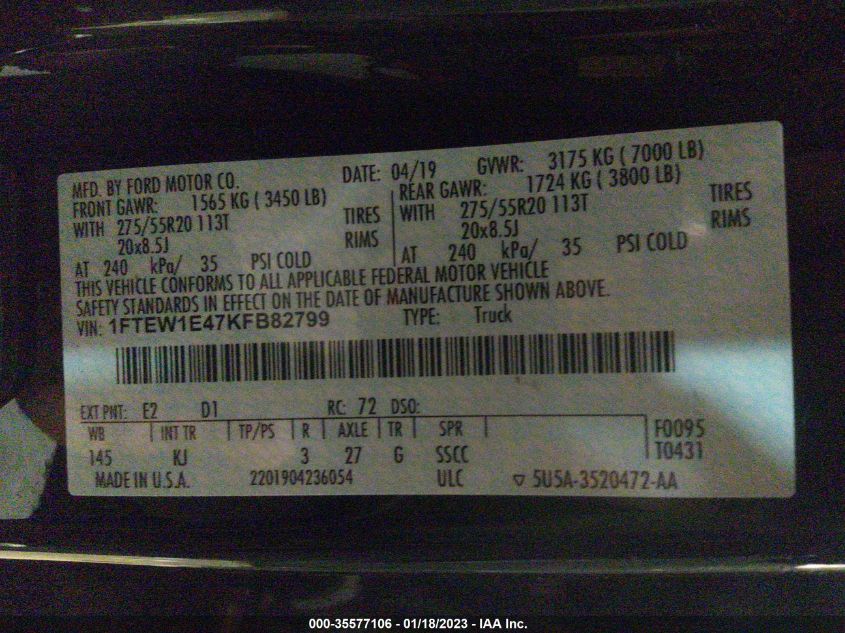 MFD. BY FORD MOTOR CO.
DATE: 04/19 GVWR: 3175 KG ( 7000 LB)
FRONT GAWR: 1565 KG ( 3450 LB)
REAR GAWR: 1724 KG ( 3800 LB)
WITH 275/55R20 113T TIRES
WITH 275/55R20 113T TIRES
20x8.5J RIMS
20x8.5J RIMS
AT 240 kPa/ 35 PSI COLD
AT 240 kPa/ 35 PSI COLD
THIS VEHICLE CONFORMS TO ALL APPLICABLE FEDERAL MOTOR VEHICLE
SAFETY STANDARDS IN EFFECT ON THE DATE OF MANUFACTURE SHOWN ABOVE.
VIN: 1FTEW1E47KFB82799 TYPE: Truck
EXT PNT: E2 D1 RC: 72 DSO:
WB INT TR TP/PS R AXLE TR SPR F0095
145 KJ 3 27 G SSCC T0431
MADE IN U.S.A. 2201904236054 ULC ▽ 5U5A-3520472-AA
000-35577106 - 01/18/2023 - IAA Inc.